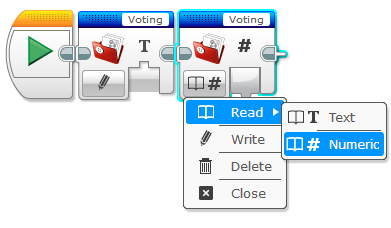 Voting
Voting
T
#
#
Read
T Text
# Numeric
Write
Delete
Close